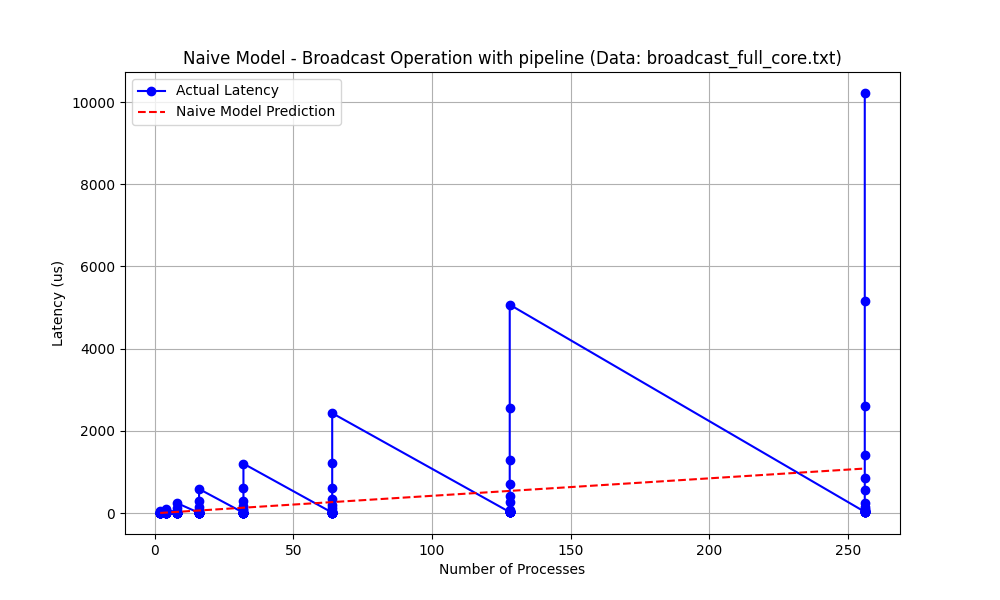 Naive Model - Broadcast Operation with pipeline (Data: broadcast_full_core.txt)
Actual Latency
Naive Model Prediction
Latency (us)
10000
8000
6000
4000
2000
0
0 50 100 150 200 250
Number of Processes